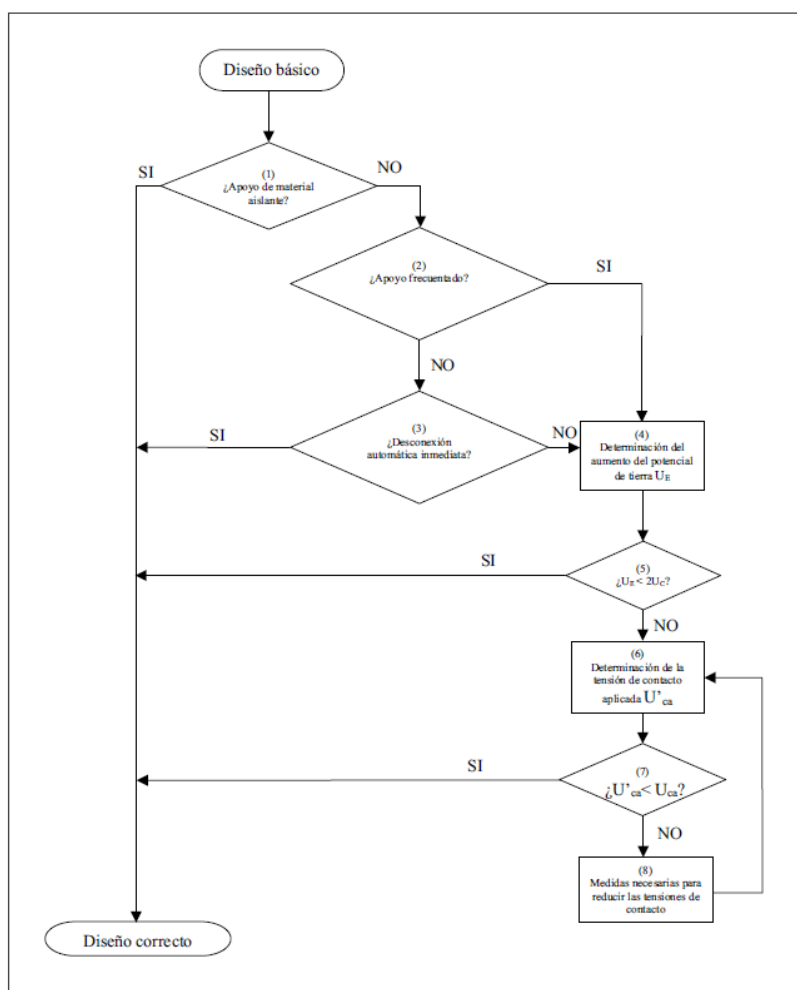 Diseño básico
SI
(1)
¿Apoyo de material
aislante?
NO
(2)
¿Apoyo frecuentado?
SI
NO
SI
(3)
¿Desconexión
automática inmediata?
NO
(4)
Determinación del
aumento del potencial
de tierra UE
SI
(5)
¿UE< 2UC?
NO
(6)
Determinación de la
tensión de contacto
aplicada U’ca
SI
(7)
¿U’ca< Uca?
NO
(8)
Medidas necesarias para
reducir las tensiones de
contacto
Diseño correcto